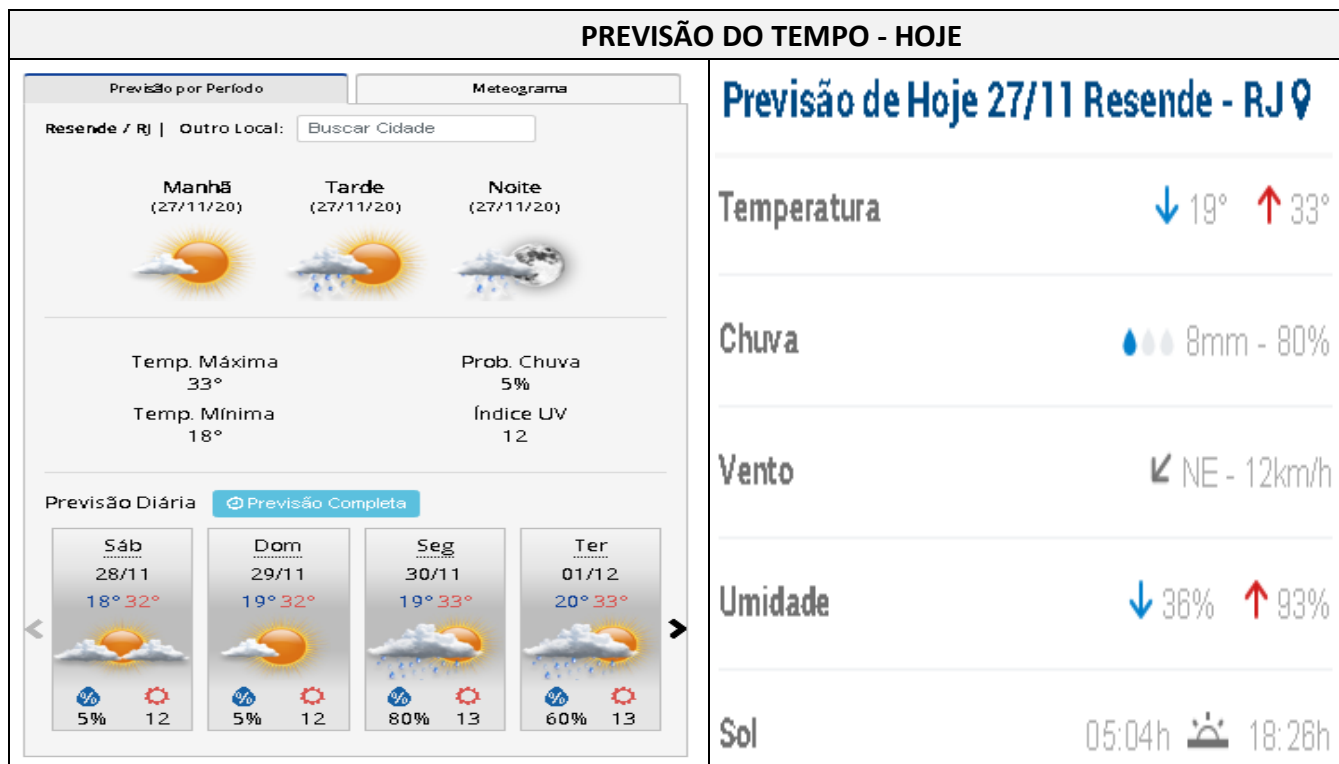 PREVISÃO DO TEMPO - HOJE
Previsão por Período
Meteograma
Resende / RJ | Outro Local: Buscar Cidade
Manhã Tarde Noite
(27/11/20) (27/11/20) (27/11/20)
Temp. Máxima Prob. Chuva
33° 5%
Temp. Mínima Índice UV
18° 12
Previsão Diária Previsão Completa
Sáb Dom Seg Ter
28/11 29/11 30/11 01/12
18° 32° 19° 32° 19° 33° 20° 33°
% % % %
5% 12 5% 12 80% 13 60% 13
Previsão de Hoje 27/11 Resende - RJ
Temperatura ↓ 19° ↑ 33°
Chuva 8mm - 80%
Vento NE - 12km/h
Umidade ↓ 36% ↑ 93%
Sol 05:04h 18:26h